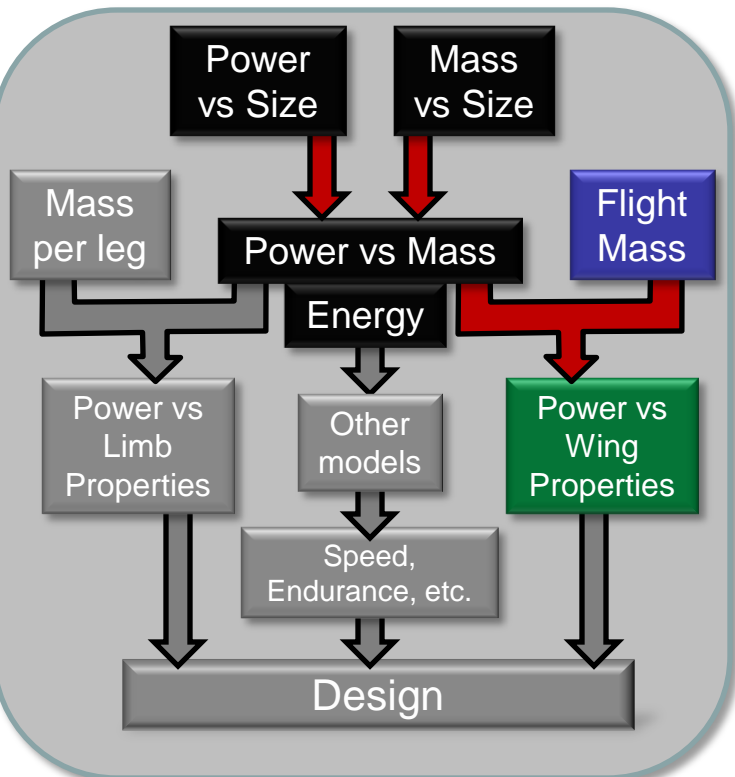 Power
vs Size
Mass
vs Size
Mass
per leg
Power vs Mass
Flight
Mass
Energy
Power vs
Limb
Properties
Other
models
Power vs
Wing
Properties
Speed,
Endurance, etc.
Design